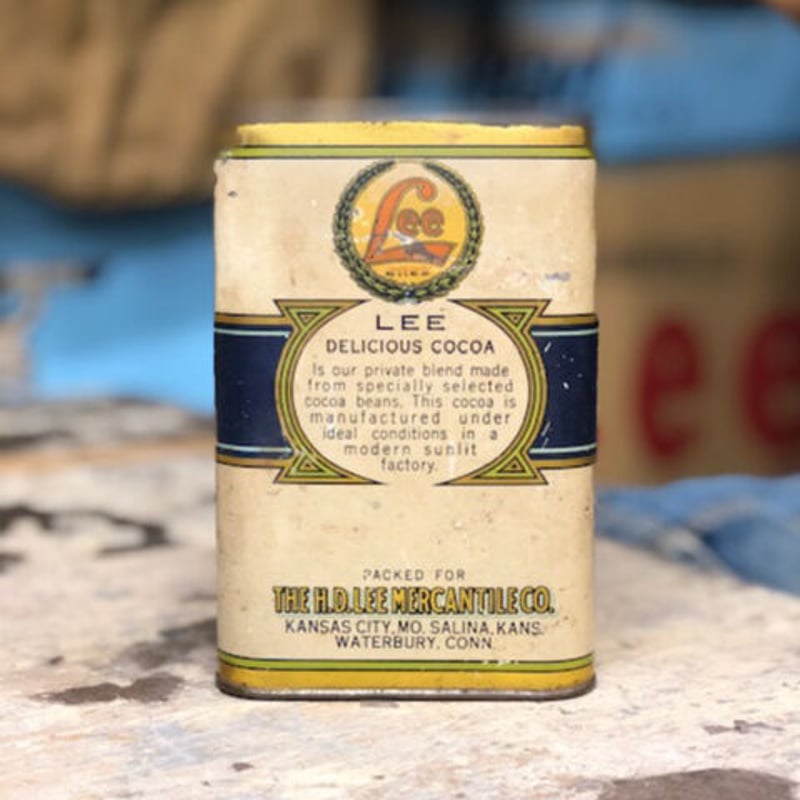 Lee
LEE
DELICIOUS COCOA
Is our private blend made
from specially selected
cocoa beans. This cocoa is
manufactured under
ideal conditions in a
modern sunlit
factory.
PACKED FOR
THE H.D. LEE MERCANTILE CO.
KANSAS CITY, MO. SALINA, KANS.
WATERBURY, CONN.
ee